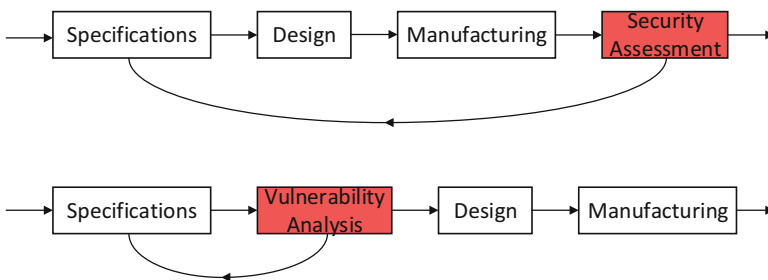 Specifications
Design
Manufacturing
Security
Assessment
Specifications
Vulnerability
Analysis
Design
Manufacturing